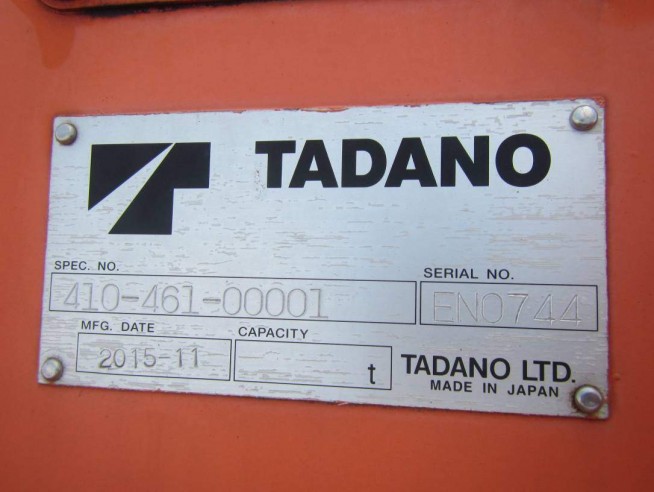 TADANO
SPEC. NO.
410-461-00001
SERIAL NO.
EN0744
MFG. DATE
2015-11
CAPACITY
t
TADANO LTD.
MADE IN JAPAN